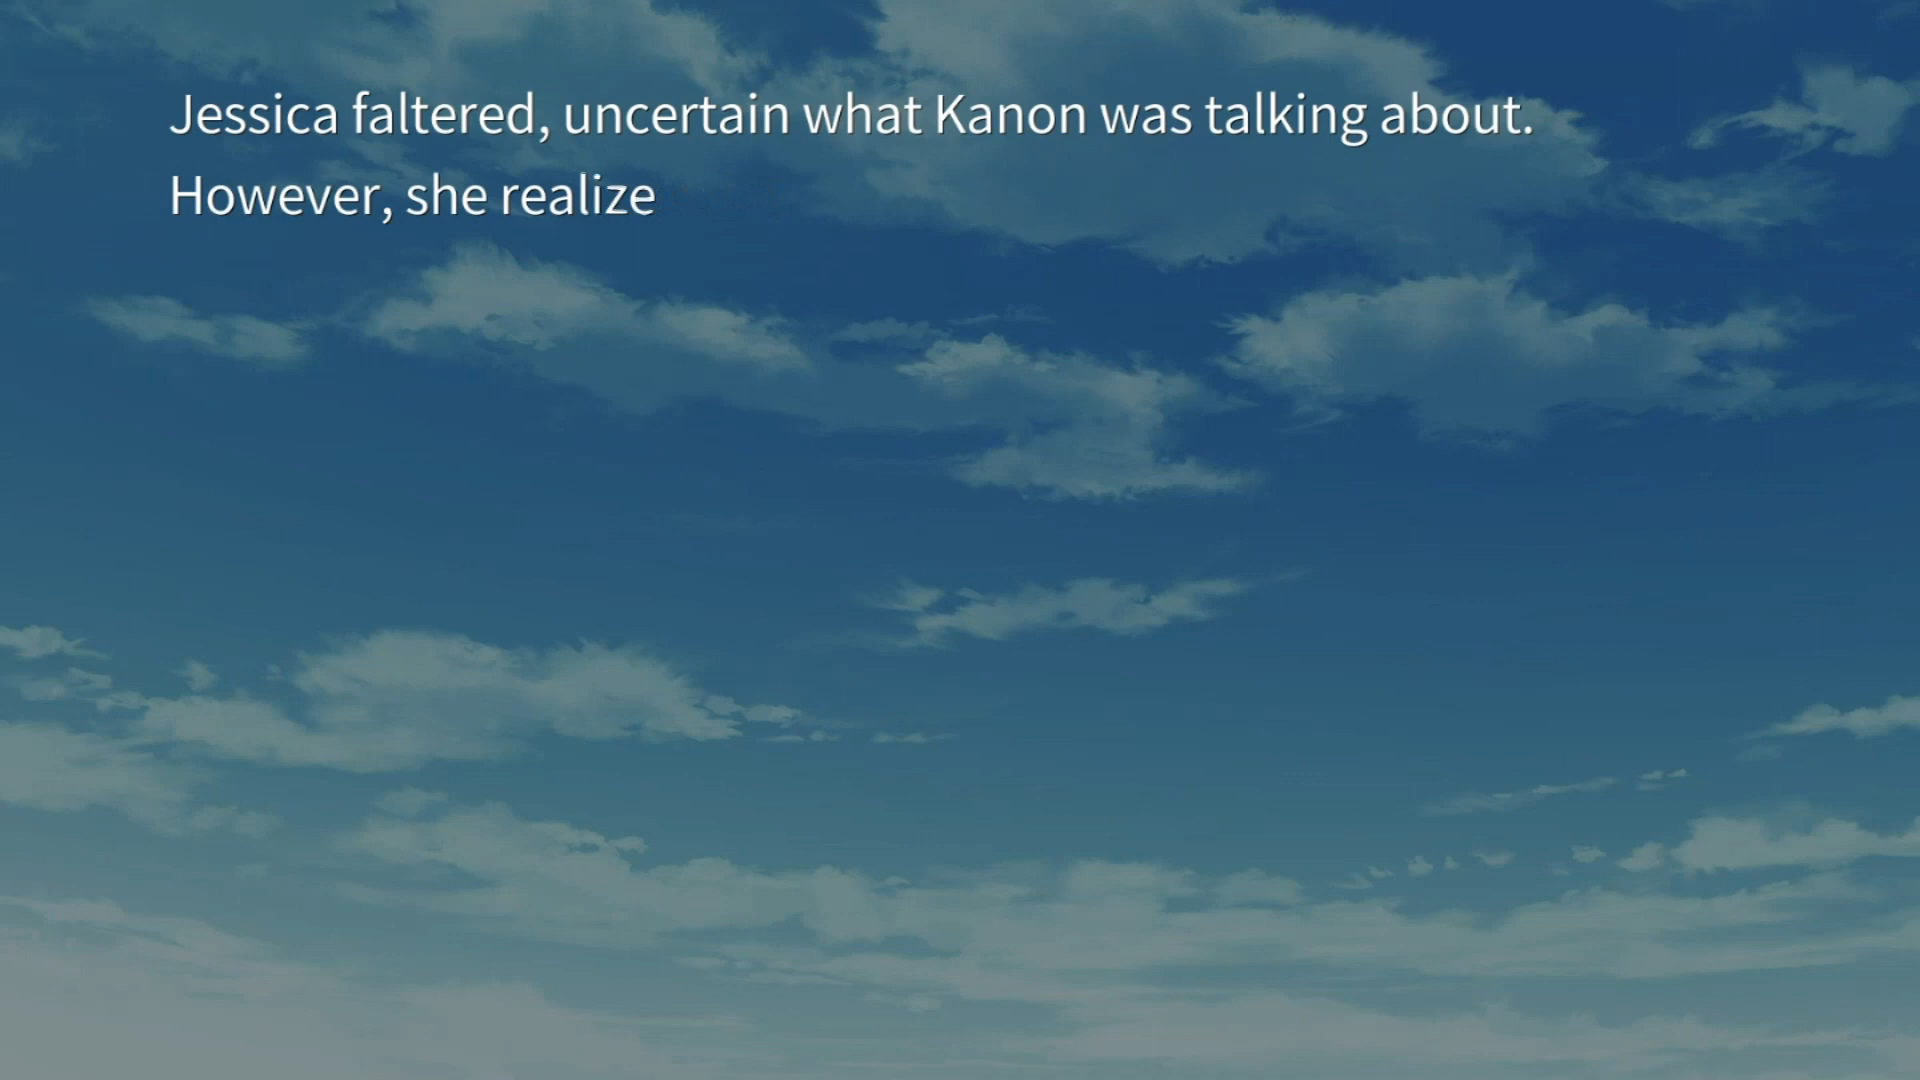 Jessica faltered, uncertain what Kanon was talking about.
However, she realize